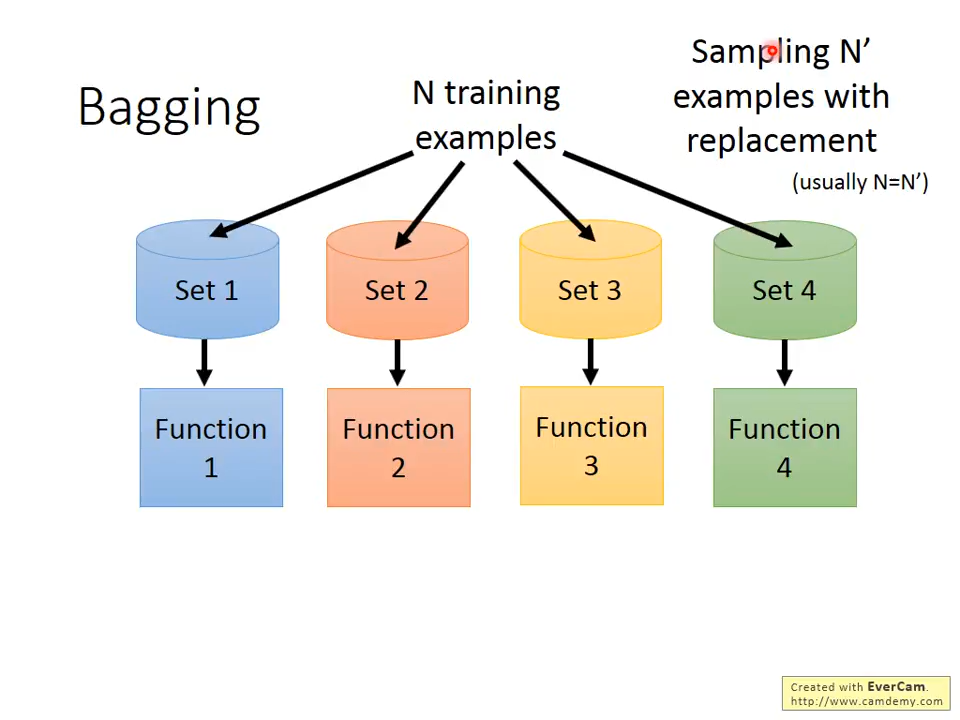 Bagging
N training
examples
Sampling N’
examples with
replacement
(usually N=N’)
Set 1
Set 2
Set 3
Set 4
Function
1
Function
2
Function
3
Function
4
Created with EverCam.
http://www.camdemy.com